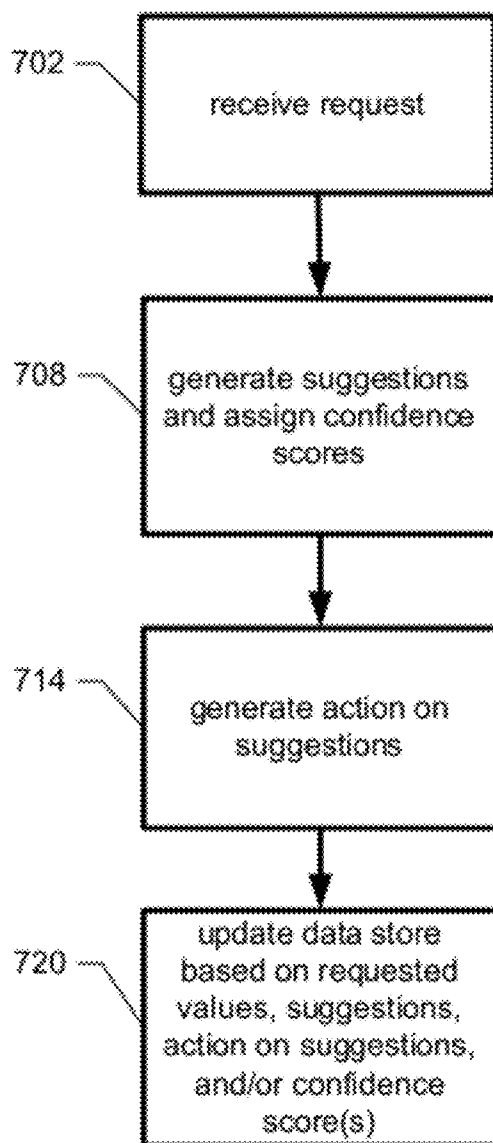 702
receive request
708
generate suggestions
and assign confidence
scores
714
generate action on
suggestions
720
update data store
based on requested
values, suggestions,
action on suggestions,
and/or confidence
score(s)